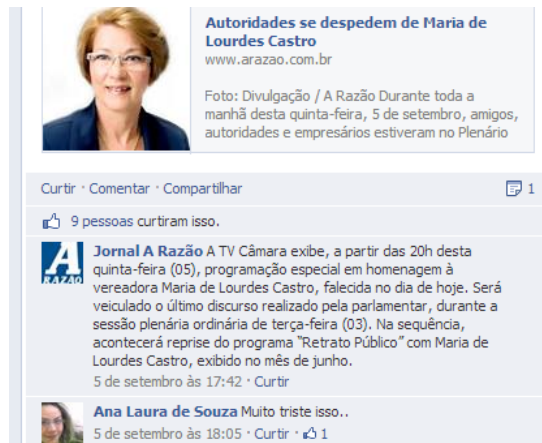 Autoridades se despedem de Maria de
Lourdes Castro
www.arazao.com.br
Foto: Divulgação / A Razão Durante toda a
manhã desta quinta-feira, 5 de setembro, amigos,
autoridades e empresários estiveram no Plenário
Curtir · Comentar · Compartilhar 1
9 pessoas curtiram isso.
A RAZÃO
Jornal A Razão A TV Câmara exibe, a partir das 20h desta
quinta-feira (05), programação especial em homenagem à
vereadora Maria de Lourdes Castro, falecida no dia de hoje. Será
veiculado o último discurso realizado pela parlamentar, durante a
sessão plenária ordinária de terça-feira (03). Na sequência,
acontecerá reprise do programa "Retrato Público" com Maria de
Lourdes Castro, exibido no mês de junho.
5 de setembro às 17:42 · Curtir
Ana Laura de Souza Muito triste isso..
5 de setembro às 18:05 · Curtir · 1